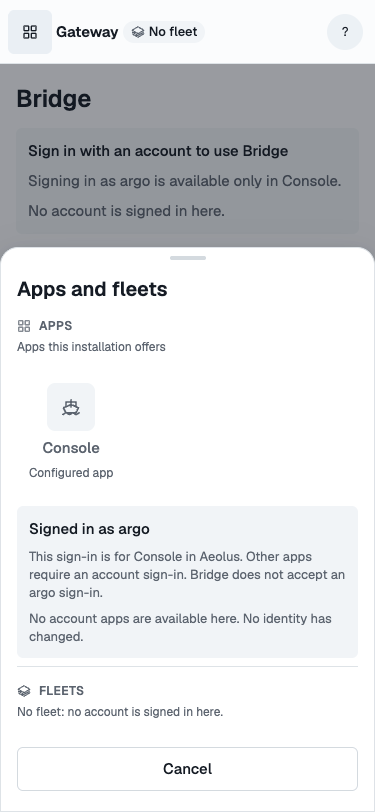 Gateway
No fleet
?
Bridge
Sign in with an account to use Bridge
Signing in as argo is available only in Console.
No account is signed in here.
Apps and fleets
APPS
Apps this installation offers
Console
Configured app
Signed in as argo
This sign-in is for Console in Aeolus. Other apps
require an account sign-in. Bridge does not accept an
argo sign-in.
No account apps are available here. No identity has
changed.
FLEETS
No fleet: no account is signed in here.
Cancel